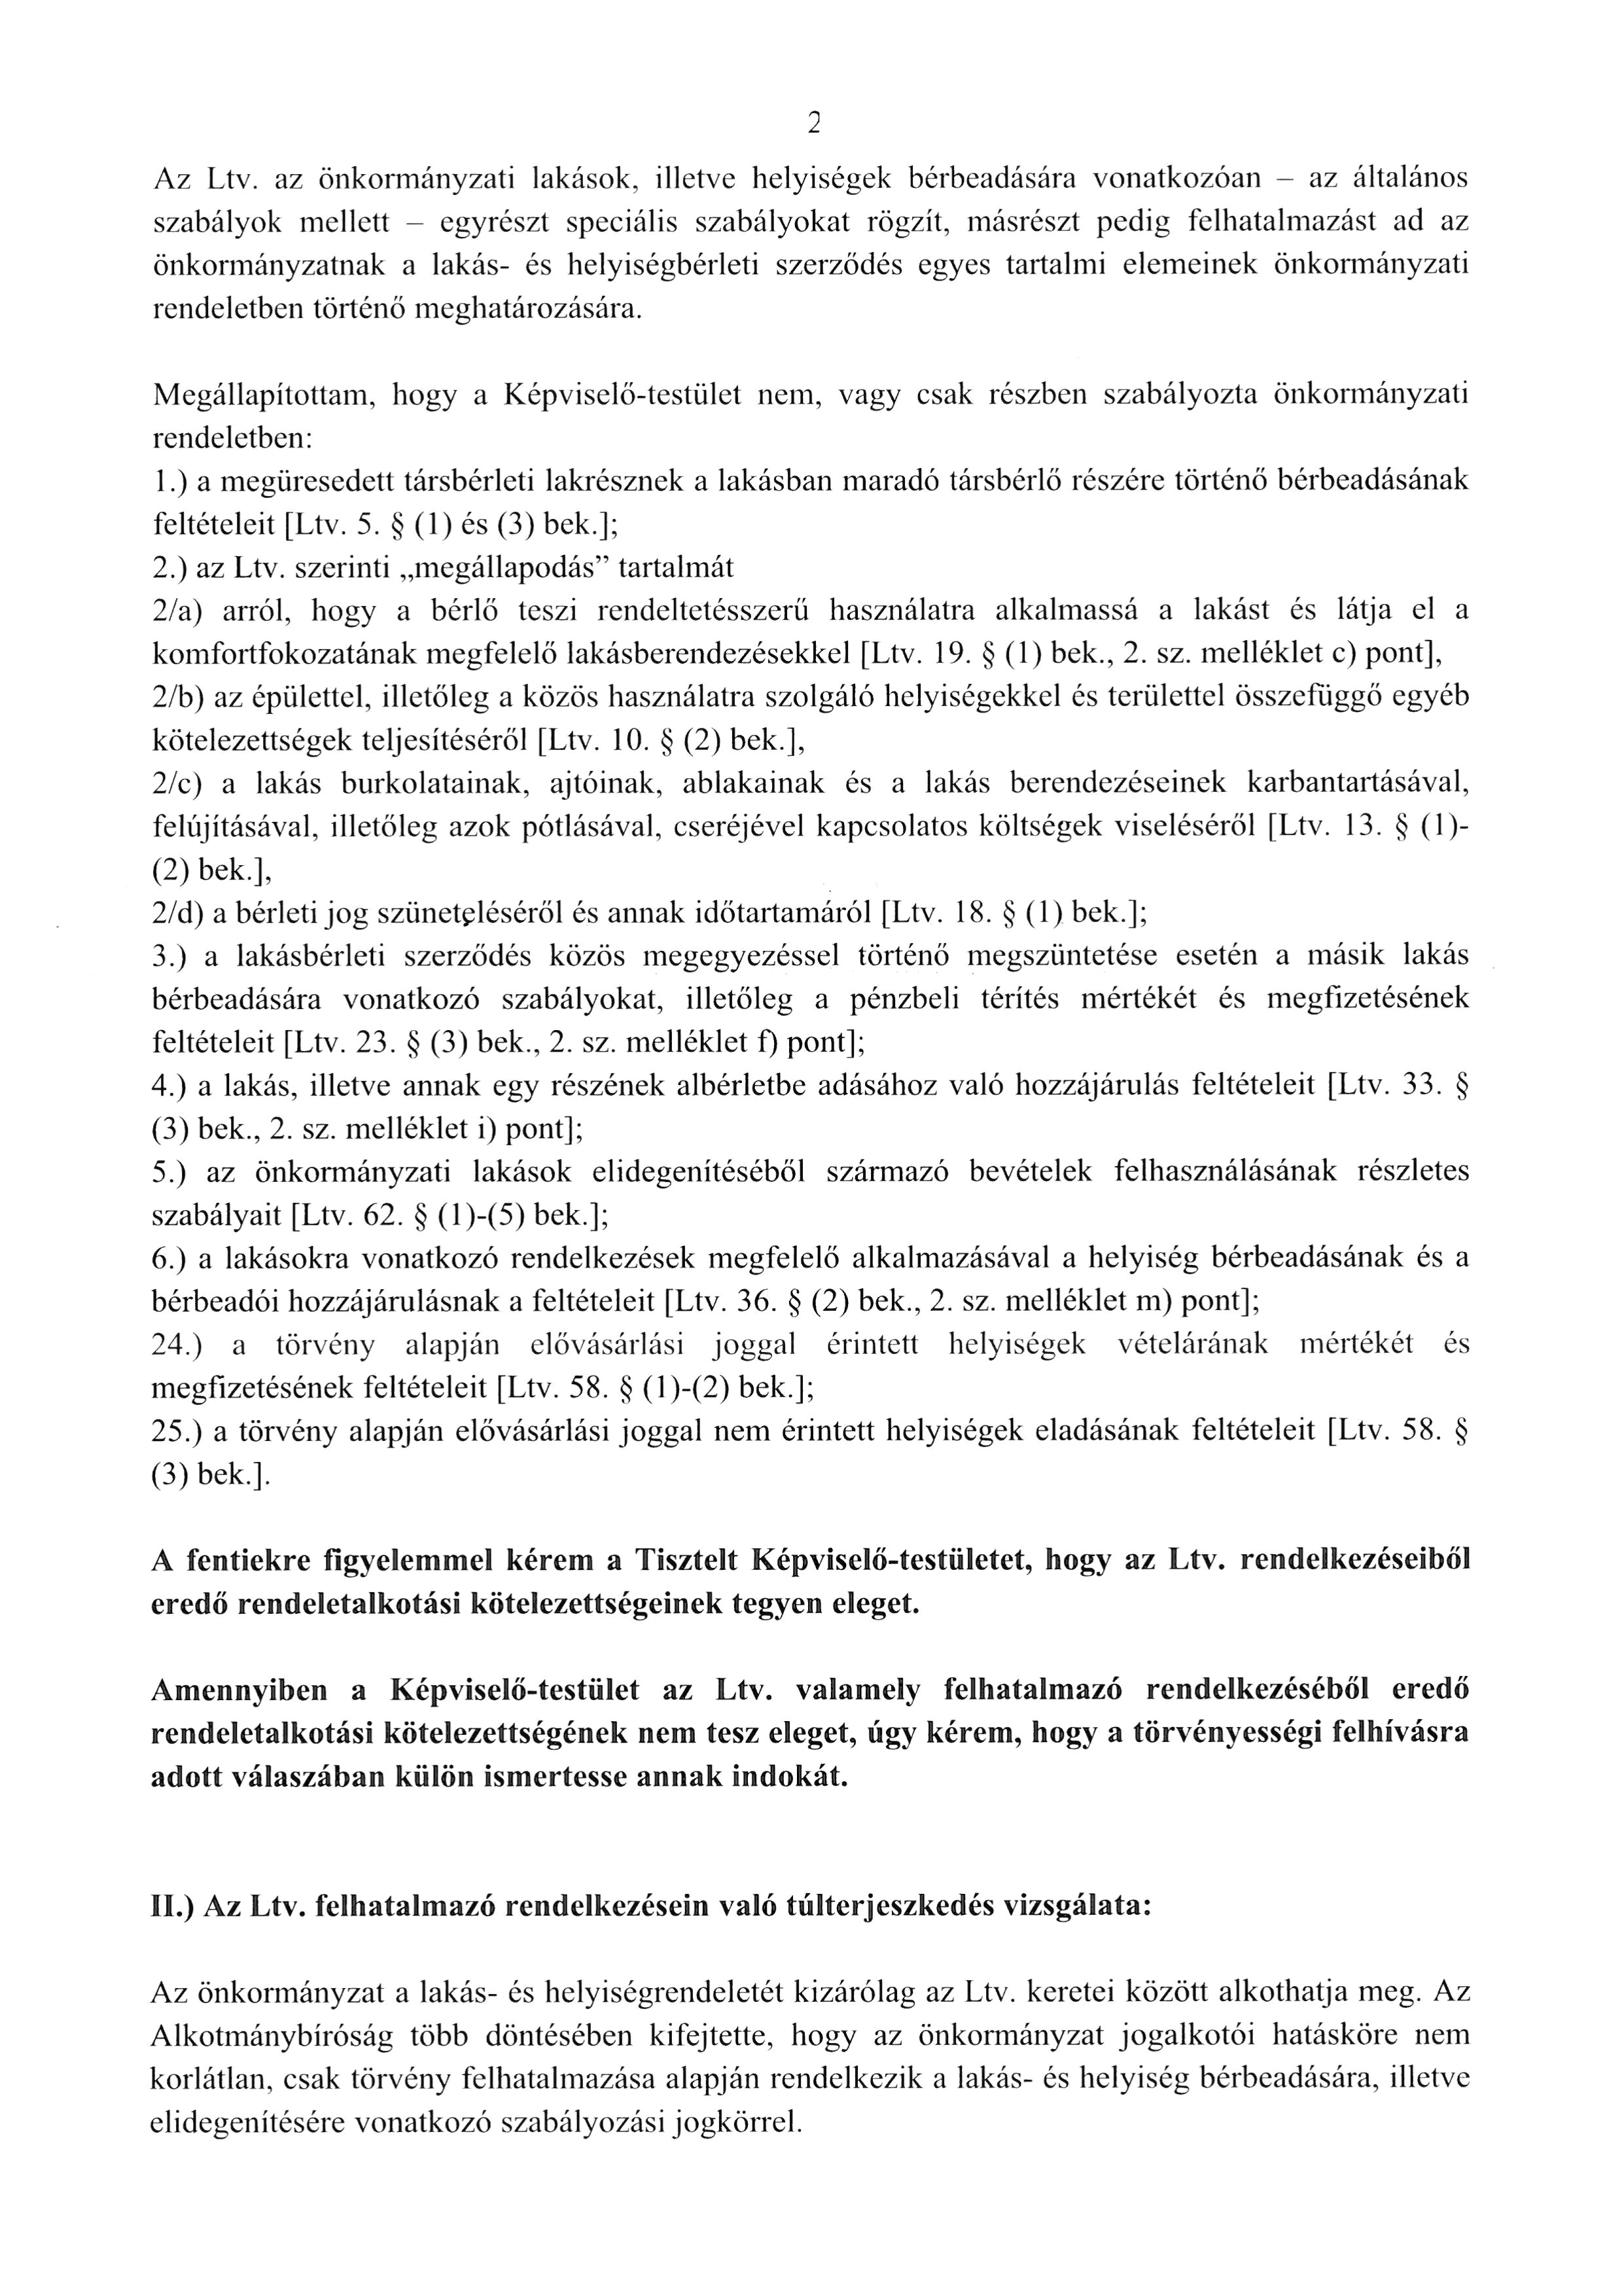 2
Az Ltv. az önkormányzati lakások, illetve helyiségek bérbeadására vonatkozóan – az általános
szabályok mellett – egyrészt speciális szabályokat rögzít, másrészt pedig felhatalmazást ad az
önkormányzatnak a lakás- és helyiségbérleti szerződés egyes tartalmi elemeinek önkormányzati
rendeletben történő meghatározására.
Megállapítottam, hogy a Képviselő-testület nem, vagy csak részben szabályozta önkormányzati
rendeletben:
1.) a megüresedett társbérleti lakrésznek a lakásban maradó társbérlő részére történő bérbeadásának
feltételeit [Ltv. 5. § (1) és (3) bek.];
2.) az Ltv. szerinti „megállapodás” tartalmát
2/a) arról, hogy a bérlő teszi rendeltetésszerű használatra alkalmassá a lakást és látja el a
komfortfokozatának megfelelő lakásberendezésekkel [Ltv. 19. § (1) bek., 2. sz. melléklet c) pont],
2/b) az épülettel, illetőleg a közös használatra szolgáló helyiségekkel és területtel összefüggő egyéb
kötelezettségek teljesítéséről [Ltv. 10. § (2) bek.],
2/c) a lakás burkolatainak, ajtóinak, ablakainak és a lakás berendezéseinek karbantartásával,
felújításával, illetőleg azok pótlásával, cseréjével kapcsolatos költségek viseléséről [Ltv. 13. § (1)-
(2) bek.],
2/d) a bérleti jog szüneteléséről és annak időtartamáról [Ltv. 18. § (1) bek.];
3.) a lakásbérleti szerződés közös megegyezéssel történő megszüntetése esetén a másik lakás
bérbeadására vonatkozó szabályokat, illetőleg a pénzbeli térítés mértékét és megfizetésének
feltételeit [Ltv. 23. § (3) bek., 2. sz. melléklet f) pont];
4.) a lakás, illetve annak egy részének albérletbe adásához való hozzájárulás feltételeit [Ltv. 33. §
(3) bek., 2. sz. melléklet i) pont];
5.) az önkormányzati lakások elidegenítéséből származó bevételek felhasználásának részletes
szabályait [Ltv. 62. § (1)-(5) bek.];
6.) a lakásokra vonatkozó rendelkezések megfelelő alkalmazásával a helyiség bérbeadásának és a
bérbeadói hozzájárulásnak a feltételeit [Ltv. 36. § (2) bek., 2. sz. melléklet m) pont];
24.) a törvény alapján elővásárlási joggal érintett helyiségek vételárának mértékét és
megfizetésének feltételeit [Ltv. 58. § (1)-(2) bek.];
25.) a törvény alapján elővásárlási joggal nem érintett helyiségek eladásának feltételeit [Ltv. 58. §
(3) bek.].
A fentiekre figyelemmel kérem a Tisztelt Képviselő-testületet, hogy az Ltv. rendelkezéseiből
eredő rendeletalkotási kötelezettségeinek tegyen eleget.
Amennyiben a Képviselő-testület az Ltv. valamely felhatalmazó rendelkezéséből eredő
rendeletalkotási kötelezettségének nem tesz eleget, úgy kérem, hogy a törvényességi felhívásra
adott válaszában külön ismertesse annak indokát.
II.) Az Ltv. felhatalmazó rendelkezésein való túlterjeszkedés vizsgálata:
Az önkormányzat a lakás- és helyiségrendeletét kizárólag az Ltv. keretei között alkothatja meg. Az
Alkotmánybíróság több döntésében kifejtette, hogy az önkormányzat jogalkotói hatásköre nem
korlátlan, csak törvény felhatalmazása alapján rendelkezik a lakás- és helyiség bérbeadására, illetve
elidegenítésére vonatkozó szabályozási jogkörrel.